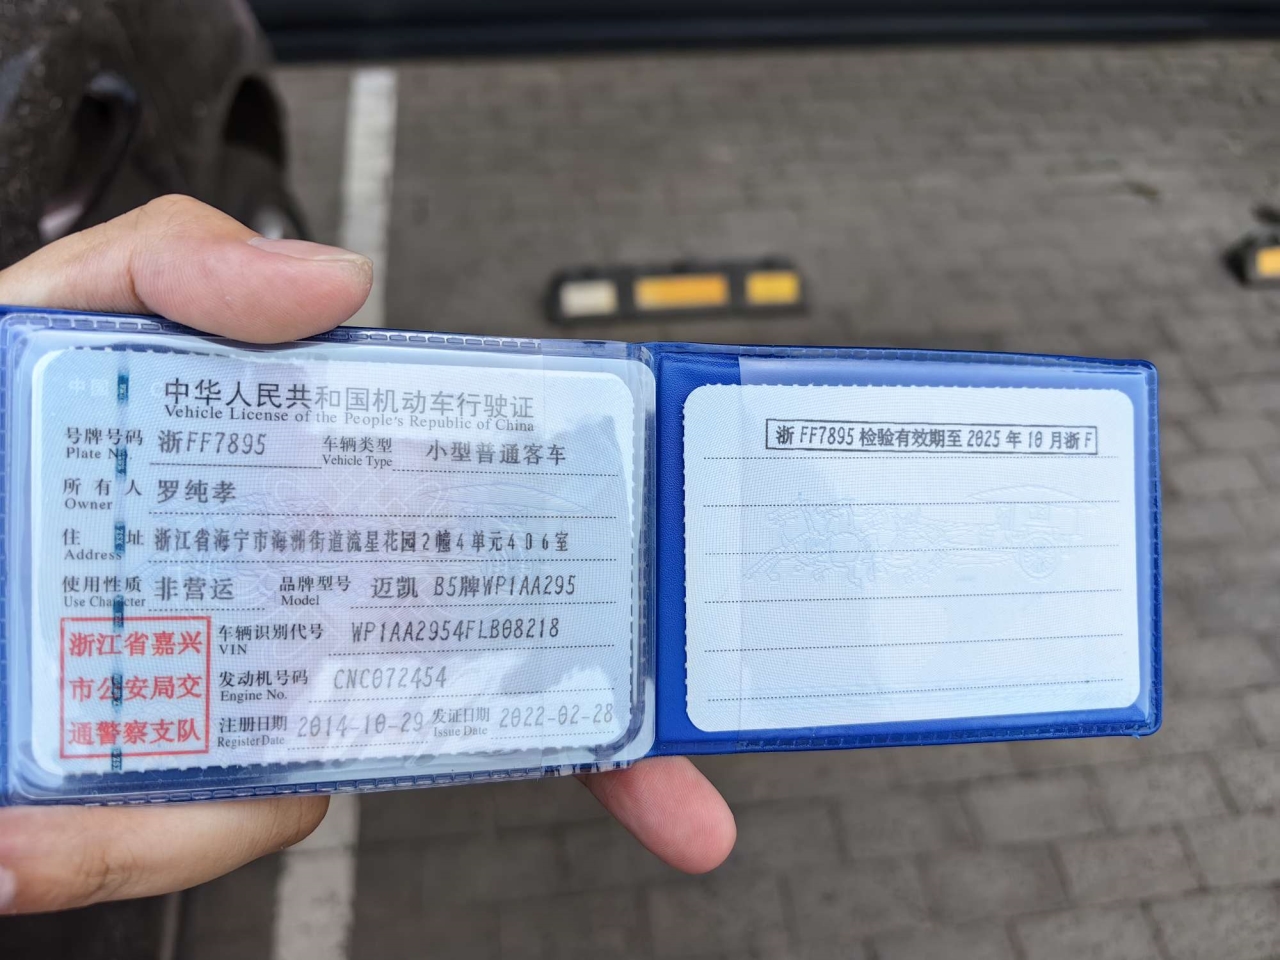 中华人民共和国机动车行驶证
Vehicle License of the People's Republic of China
号牌号码 浙FF7895 车辆类型 小型普通客车
Plate No. Vehicle Type
所有人 罗纯孝
Owner
住址 浙江省海宁市海洲街道流星花园2幢4单元406室
Address
使用性质 非营运 品牌型号 迈凯 B5牌WP1AA295
Use Character Model
浙江省嘉兴
市公安局交
通警察支队
车辆识别代号 WP1AA2954FLB08218
VIN
发动机号码 CNC072454
Engine No.
注册日期 2014-10-29 发证日期 2022-02-28
Register Date Issue Date
浙FF7895检验有效期至2025年10月浙F